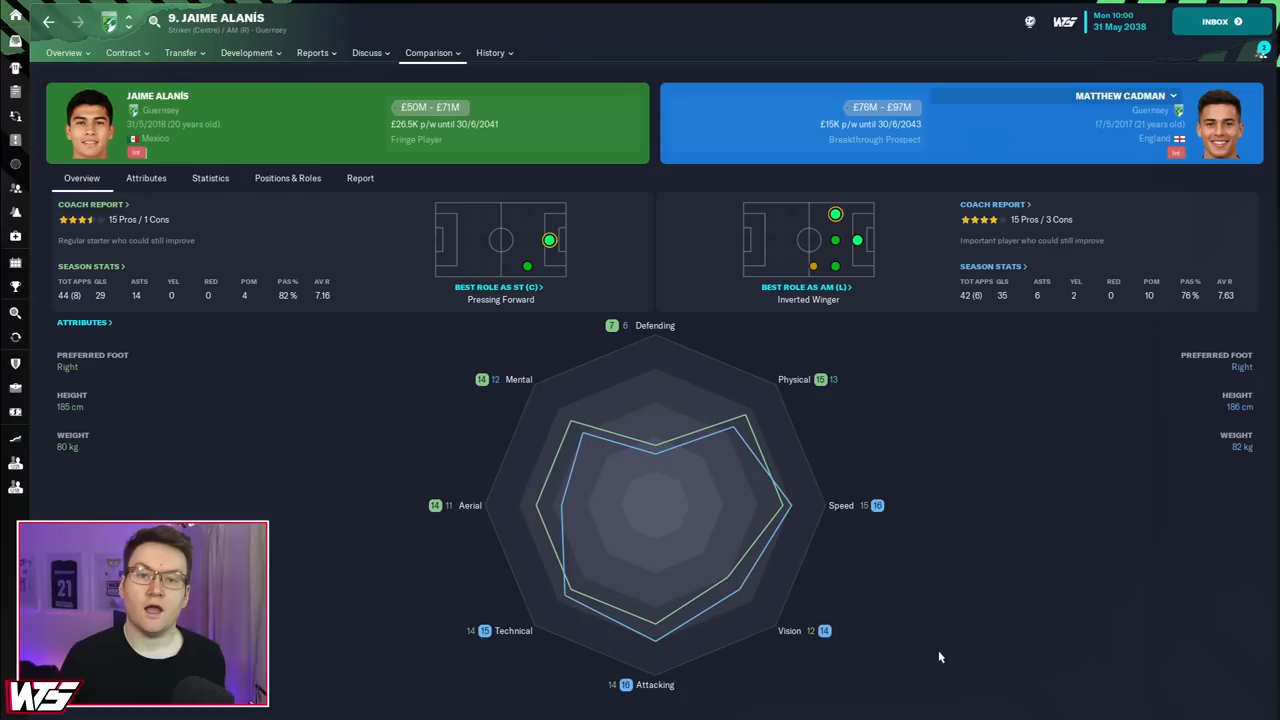 9. JAIME ALANÍS
Striker (Centre) / AM (R) - Guernsey
WTS
Mon 10:00
31 May 2038
INBOX
Overview Contract Transfer Development Reports Discuss Comparison History
2
JAIME ALANÍS
Guernsey
31/5/2018 (20 years old)
Mexico
Int
£50M - £71M
£26.5K p/w until 30/6/2041
Fringe Player
£76M - £97M
£15K p/w until 30/6/2043
Breakthrough Prospect
MATTHEW CADMAN
Guernsey
17/5/2017 (21 years old)
England
Int
Overview Attributes Statistics Positions & Roles Report
COACH REPORT
15 Pros / 1 Cons
Regular starter who could still improve
SEASON STATS
TOT APPS GLS ASTS YEL RED POM PAS% AV R
44 (8) 29 14 0 0 4 82% 7.16
BEST ROLE AS ST (C)
Pressing Forward
BEST ROLE AS AM (L)
Inverted Winger
COACH REPORT
15 Pros / 3 Cons
Important player who could still improve
SEASON STATS
TOT APPS GLS ASTS YEL RED POM PAS% AV R
42 (6) 35 6 2 0 10 76% 7.63
ATTRIBUTES
PREFERRED FOOT
Right
HEIGHT
185 cm
WEIGHT
80 kg
7 6 Defending
14 12 Mental
Physical 15 13
14 11 Aerial
Speed 15 16
14 15 Technical
Vision 12 14
14 16 Attacking
PREFERRED FOOT
Right
HEIGHT
186 cm
WEIGHT
82 kg
21
WTS